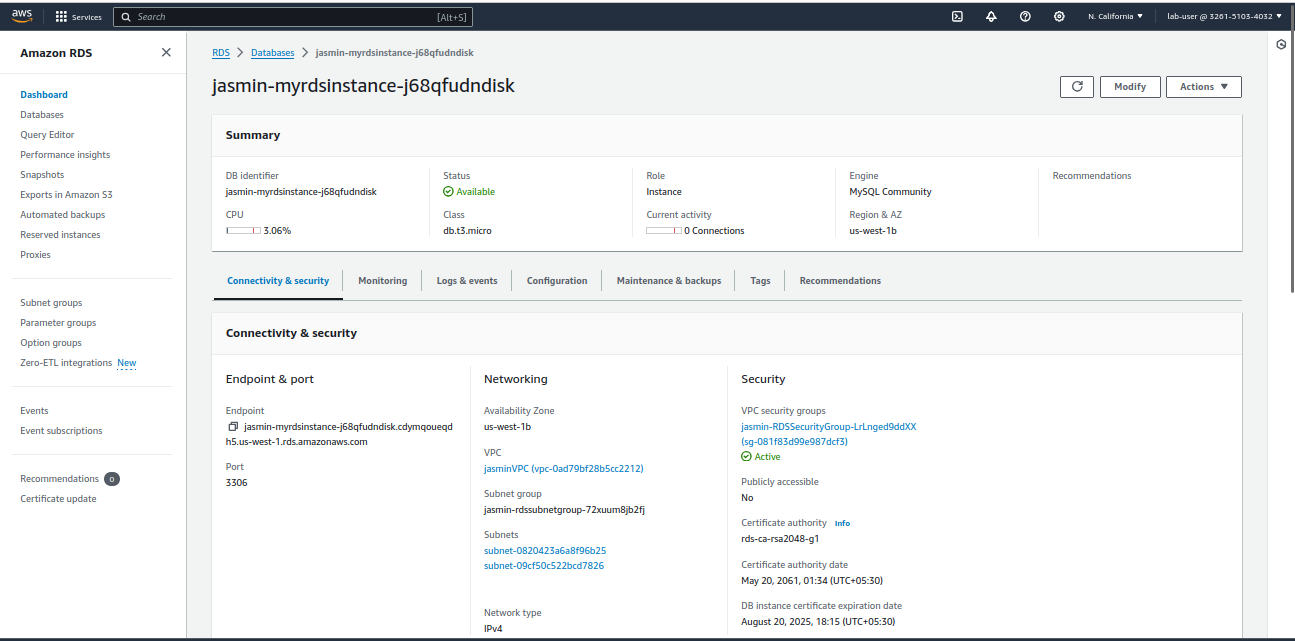 aws
Services
Search
[Alt+S]
N. California
lab-user @ 3261-5103-4032
Amazon RDS
Dashboard
Databases
Query Editor
Performance insights
Snapshots
Exports in Amazon S3
Automated backups
Reserved instances
Proxies
Subnet groups
Parameter groups
Option groups
Zero-ETL integrations New
Events
Event subscriptions
Recommendations 0
Certificate update
RDS > Databases > jasmin-myrdsinstance-j68qfudndisk
jasmin-myrdsinstance-j68qfudndisk
Modify
Actions
Summary
DB identifier
jasmin-myrdsinstance-j68qfudndisk
CPU
3.06%
Status
Available
Class
db.t3.micro
Role
Instance
Current activity
0 Connections
Engine
MySQL Community
Region & AZ
us-west-1b
Recommendations
Connectivity & security
Monitoring
Logs & events
Configuration
Maintenance & backups
Tags
Recommendations
Connectivity & security
Endpoint & port
Endpoint
jasmin-myrdsinstance-j68qfudndisk.cdymqoueqd
h5.us-west-1.rds.amazonaws.com
Port
3306
Networking
Availability Zone
us-west-1b
VPC
jasminVPC (vpc-0ad79bf28b5cc2212)
Subnet group
jasmin-rdssubnetgroup-72xuum8jb2fj
Subnets
subnet-0820423a6a8f96b25
subnet-09cf50c522bcd7826
Network type
IPv4
Security
VPC security groups
jasmin-RDSSecurityGroup-LrLnged9ddXX
(sg-081f83d99e987dcf3)
Active
Publicly accessible
No
Certificate authority Info
rds-ca-rsa2048-g1
Certificate authority date
May 20, 2061, 01:34 (UTC+05:30)
DB instance certificate expiration date
August 20, 2025, 18:15 (UTC+05:30)